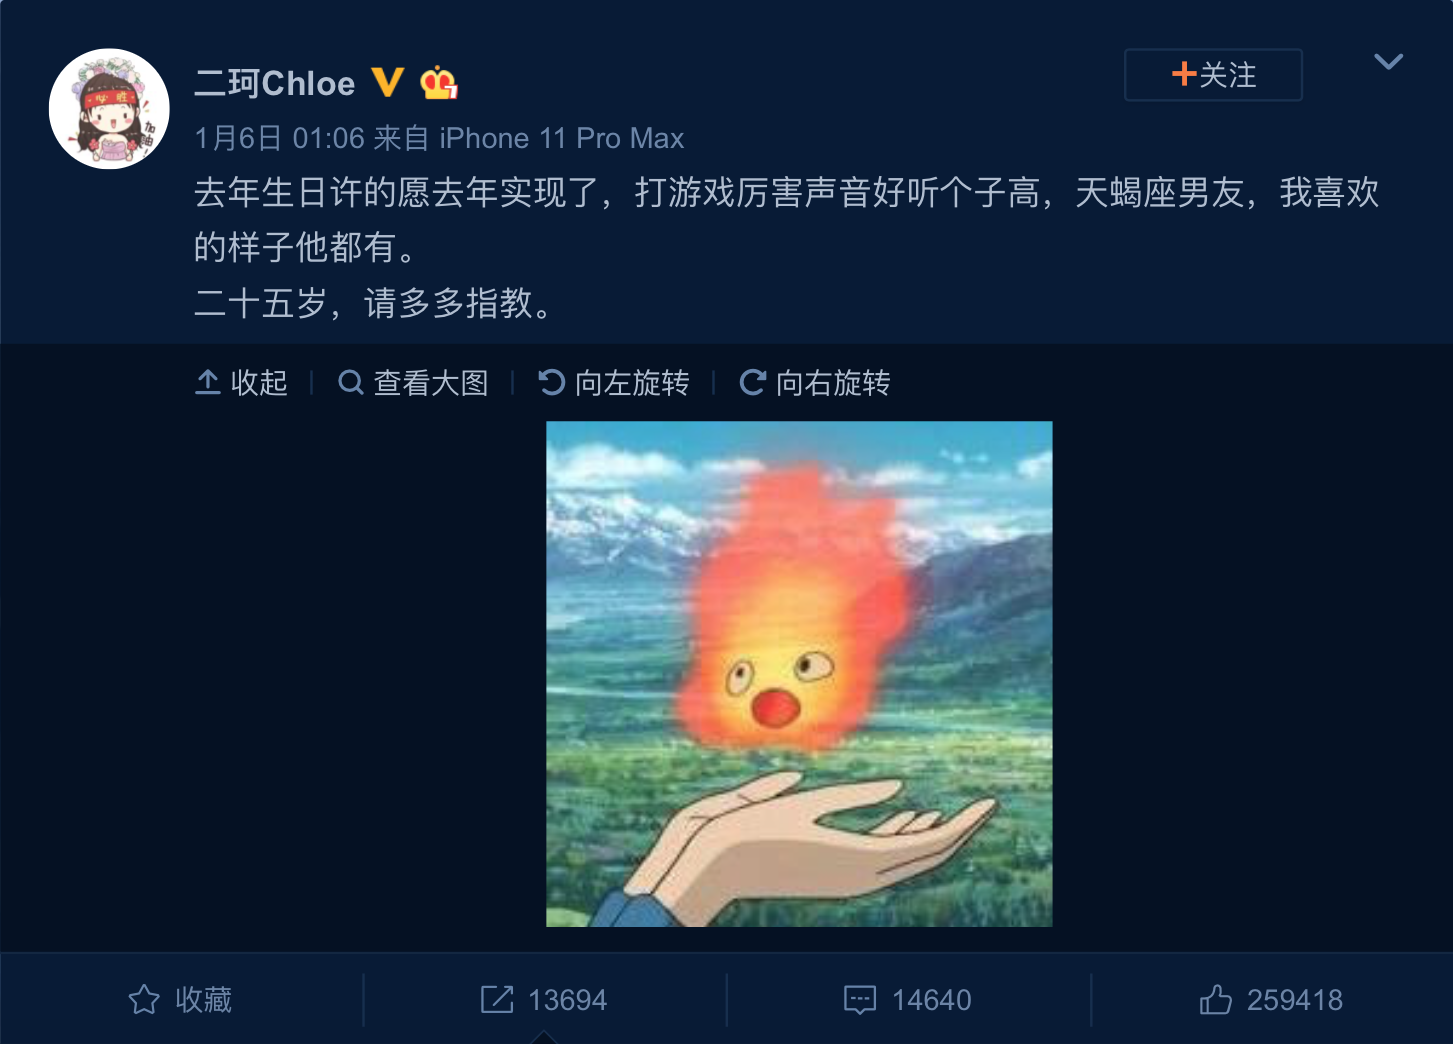 二珂Chloe
+关注
1月6日 01:06 来自 iPhone 11 Pro Max
去年生日许的愿去年实现了，打游戏厉害声音好听个子高，天蝎座男友，我喜欢
的样子他都有。
二十五岁，请多多指教。
收起 查看大图 向左旋转 向右旋转
收藏 13694 14640 259418
必胜
加油!